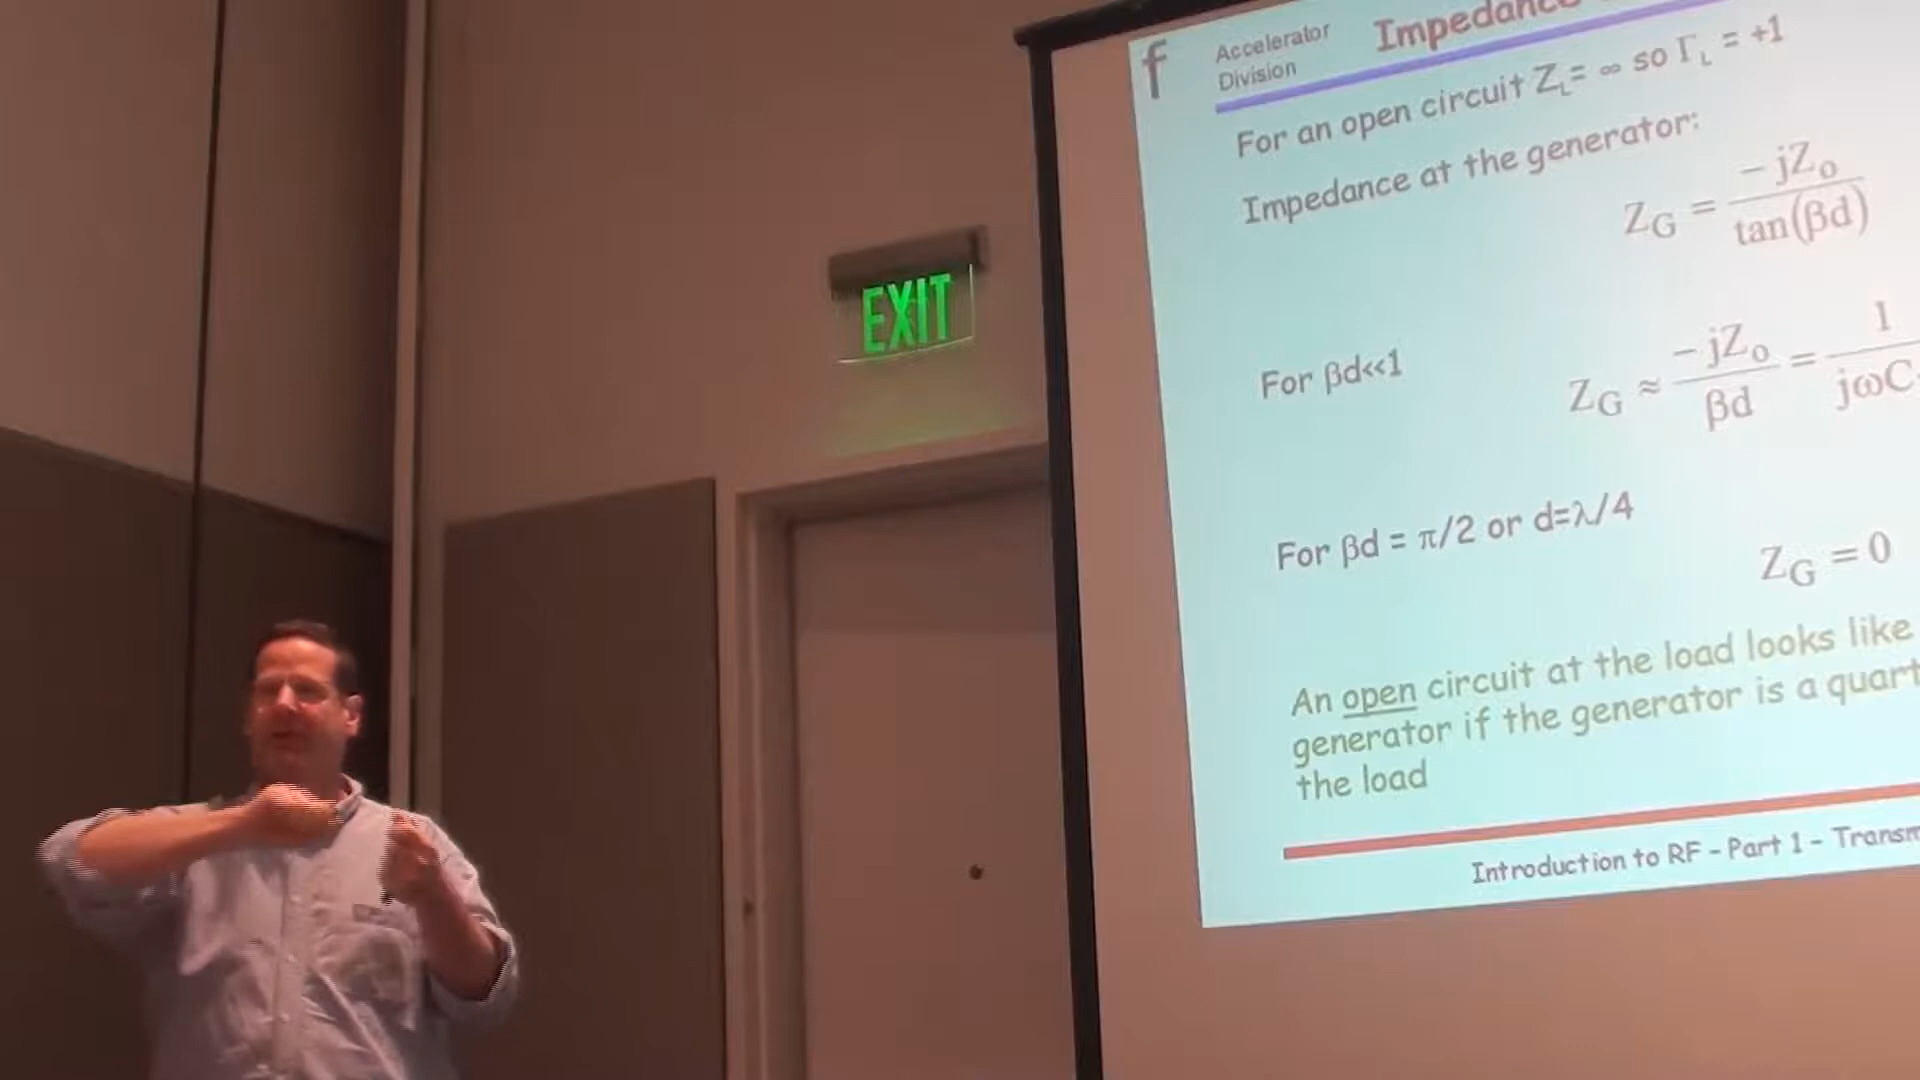 f
Accelerator
Division
Impedance
For an open circuit Z_L = ∞ so Γ_L = +1
Impedance at the generator:
Z_G = −jZ_o / tan(βd)
For βd<<1
Z_G ≈ −jZ_o / βd = 1 / jωC
For βd = π/2 or d=λ/4
Z_G = 0
An open circuit at the load looks like
generator if the generator is a quart
the load
Introduction to RF - Part 1 - Transm
EXIT